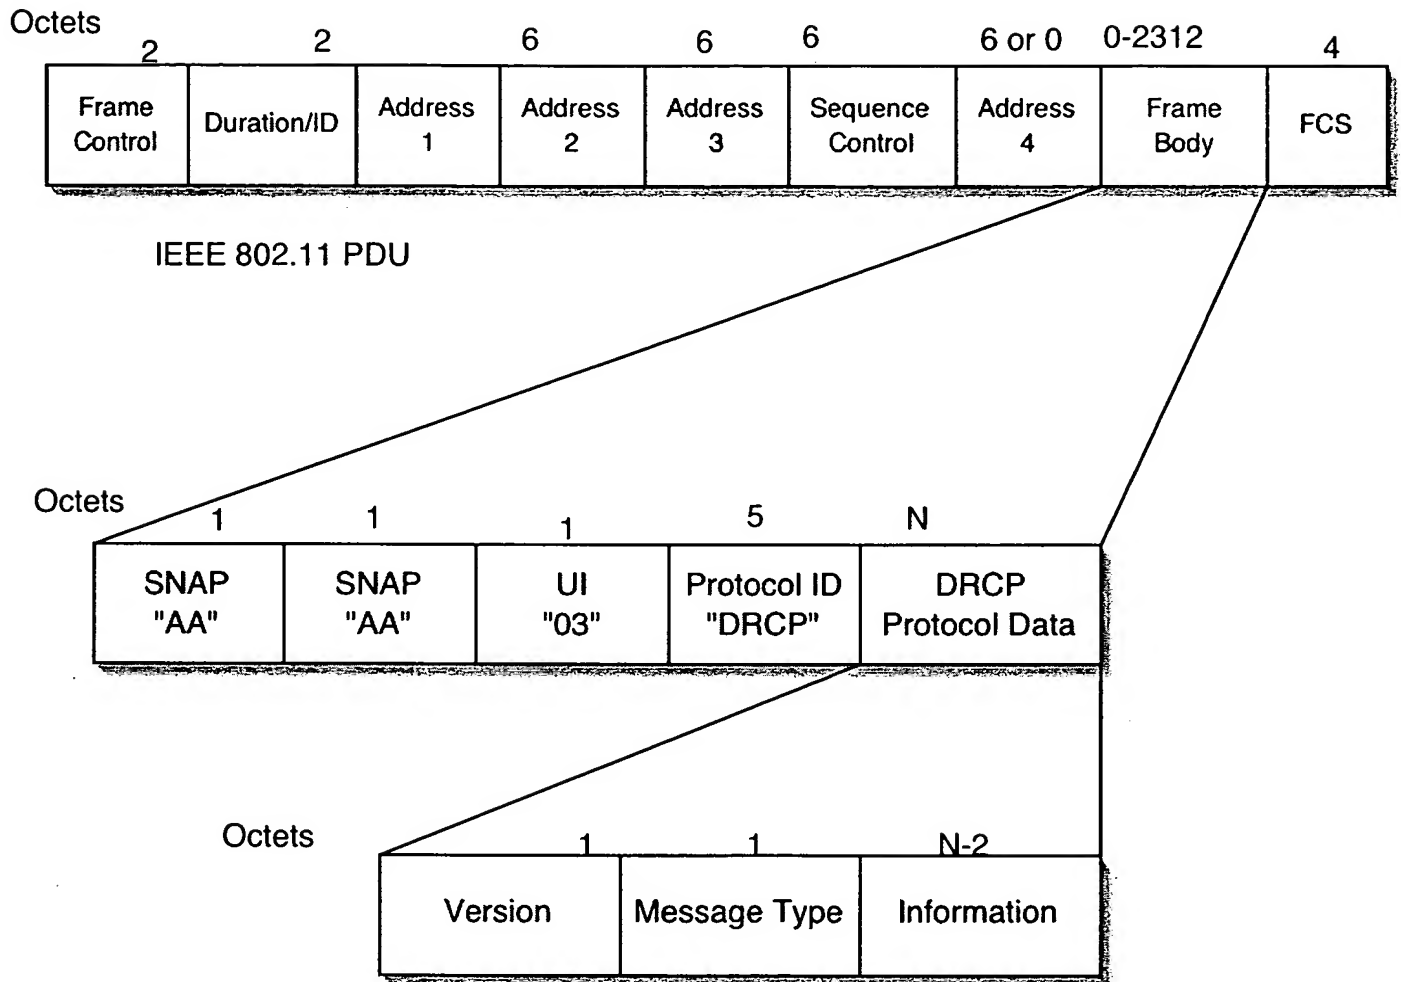 Octets
2 2 6 6 6 6 or 0 0-2312 4
Frame Control
Duration/ID
Address 1
Address 2
Address 3
Sequence Control
Address 4
Frame Body
FCS
IEEE 802.11 PDU
Octets
1 1 1 5 N
SNAP "AA"
SNAP "AA"
UI "03"
Protocol ID "DRCP"
DRCP Protocol Data
Octets
1 1 N-2
Version
Message Type
Information